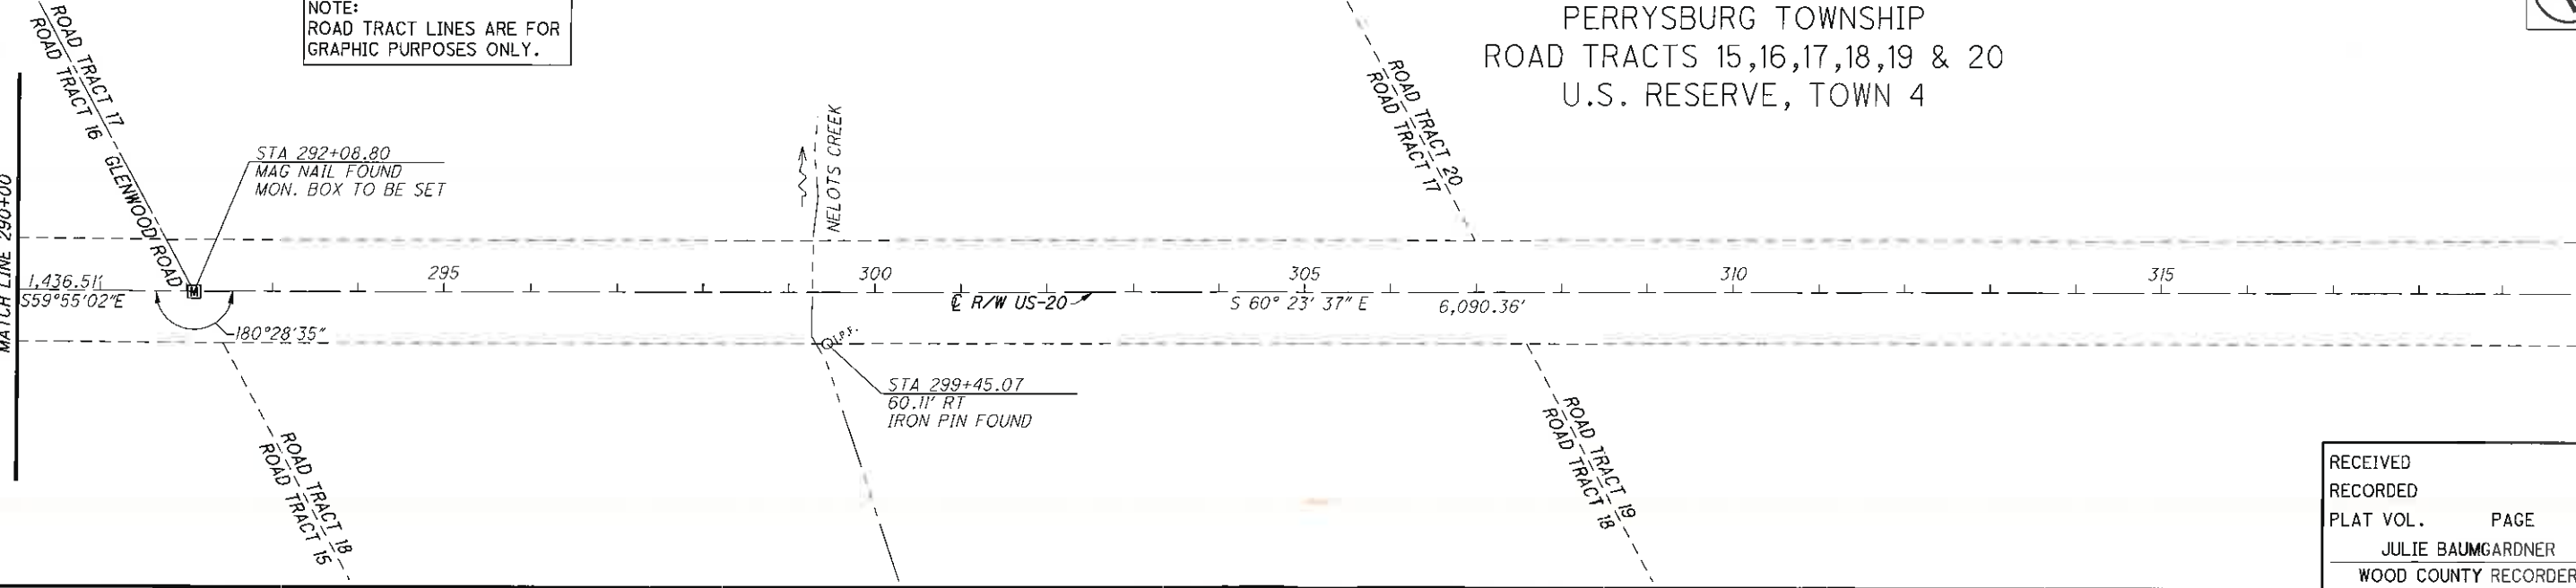 NOTE:
ROAD TRACT LINES ARE FOR
GRAPHIC PURPOSES ONLY.
PERRYSBURG TOWNSHIP
ROAD TRACTS 15,16,17,18,19 & 20
U.S. RESERVE, TOWN 4
ROAD TRACT 17
ROAD TRACT 16
GLENWOOD ROAD
STA 292+08.80
MAG NAIL FOUND
MON. BOX TO BE SET
NELOTS CREEK
ROAD TRACT 20
ROAD TRACT 17
MATCH LINE 290+00
1,436.51'
S59°55'02"E
M
180°28'35"
295
300
305
310
315
℄ R/W US-20
S 60° 23' 37" E
6,090.36'
I.P.F.
STA 299+45.07
60.11' RT
IRON PIN FOUND
ROAD TRACT 18
ROAD TRACT 15
ROAD TRACT 19
ROAD TRACT 18
RECEIVED
RECORDED
PLAT VOL. PAGE
JULIE BAUMGARDNER
WOOD COUNTY RECORDER